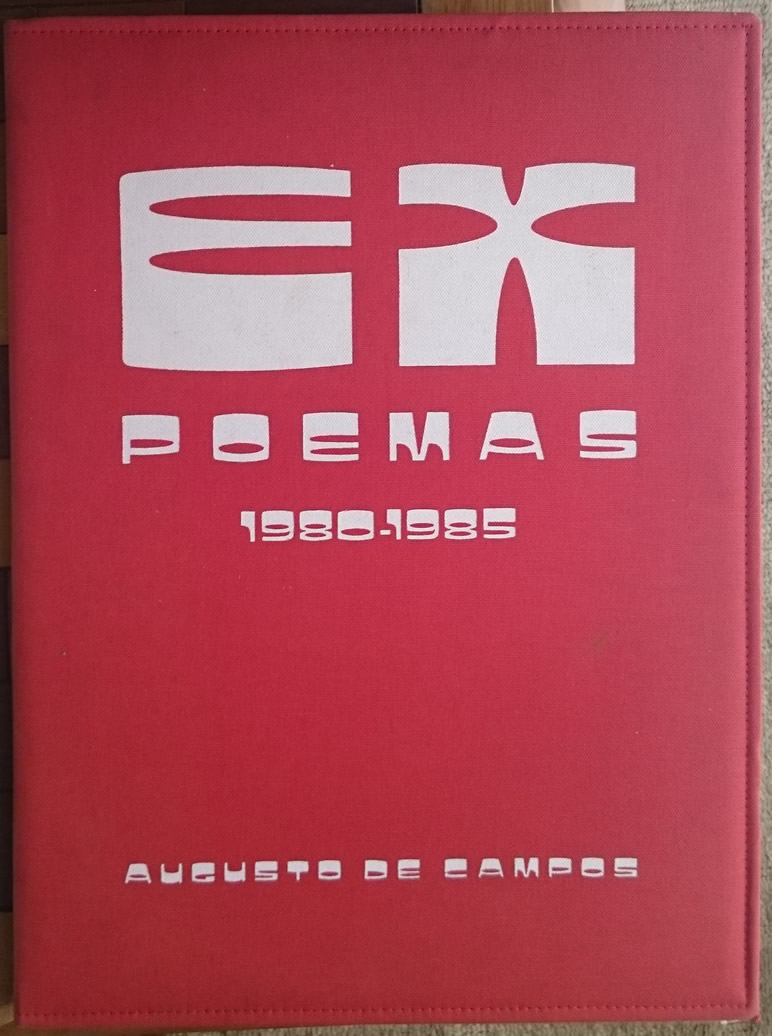 EX
POEMAS
1980-1985
AUGUSTO DE CAMPOS